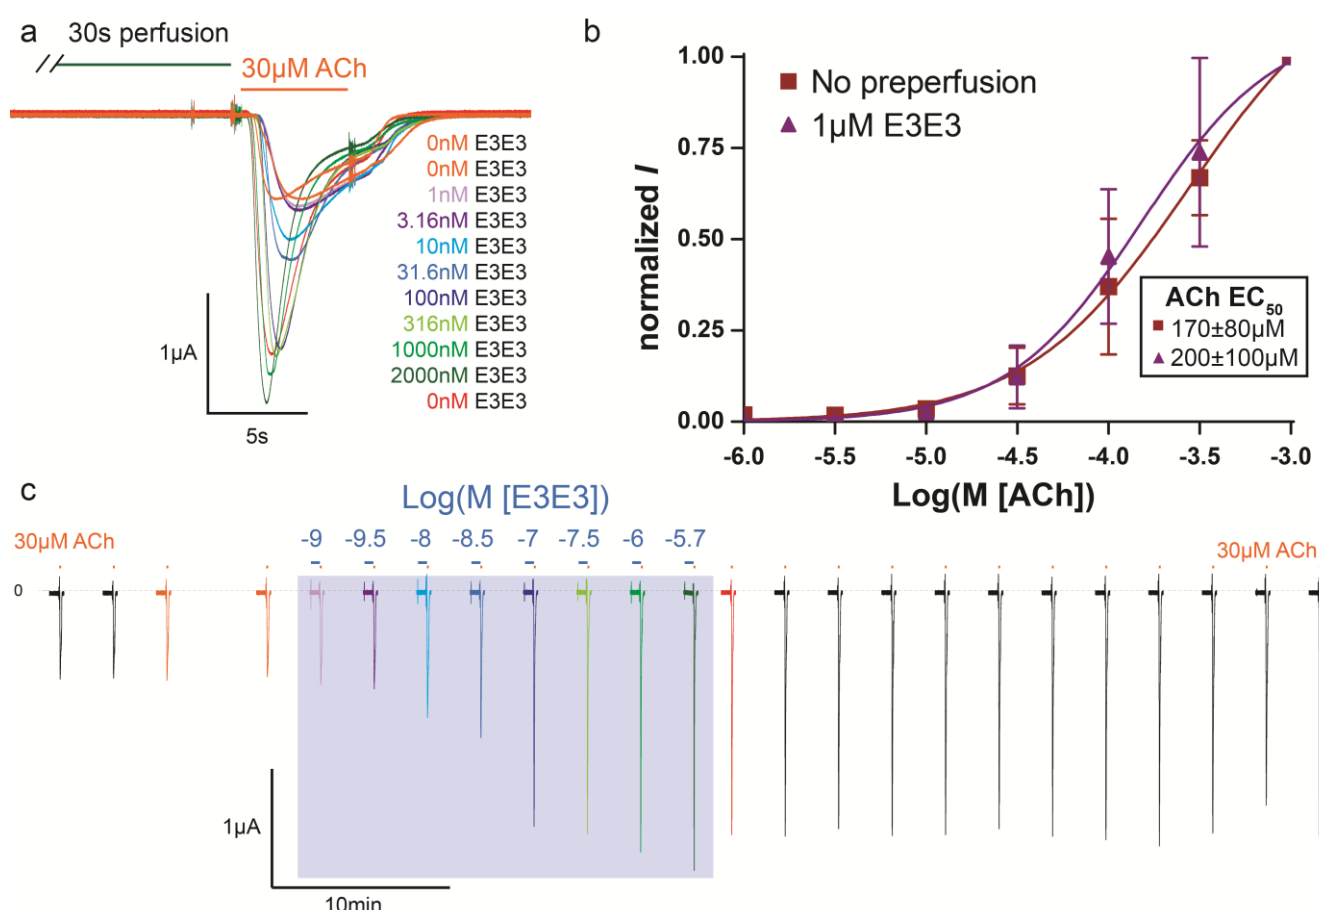 a
30s perfusion
30µM ACh
0nM E3E3
0nM E3E3
1nM E3E3
3.16nM E3E3
10nM E3E3
31.6nM E3E3
100nM E3E3
316nM E3E3
1000nM E3E3
2000nM E3E3
0nM E3E3
1µA
5s
b
1.00
0.75
0.50
0.25
0.00
normalized I
No preperfusion
1µM E3E3
ACh EC50
170±80µM
200±100µM
-6.0 -5.5 -5.0 -4.5 -4.0 -3.5 -3.0
Log(M [ACh])
c
Log(M [E3E3])
30µM ACh
-9 -9.5 -8 -8.5 -7 -7.5 -6 -5.7
30µM ACh
0
1µA
10min